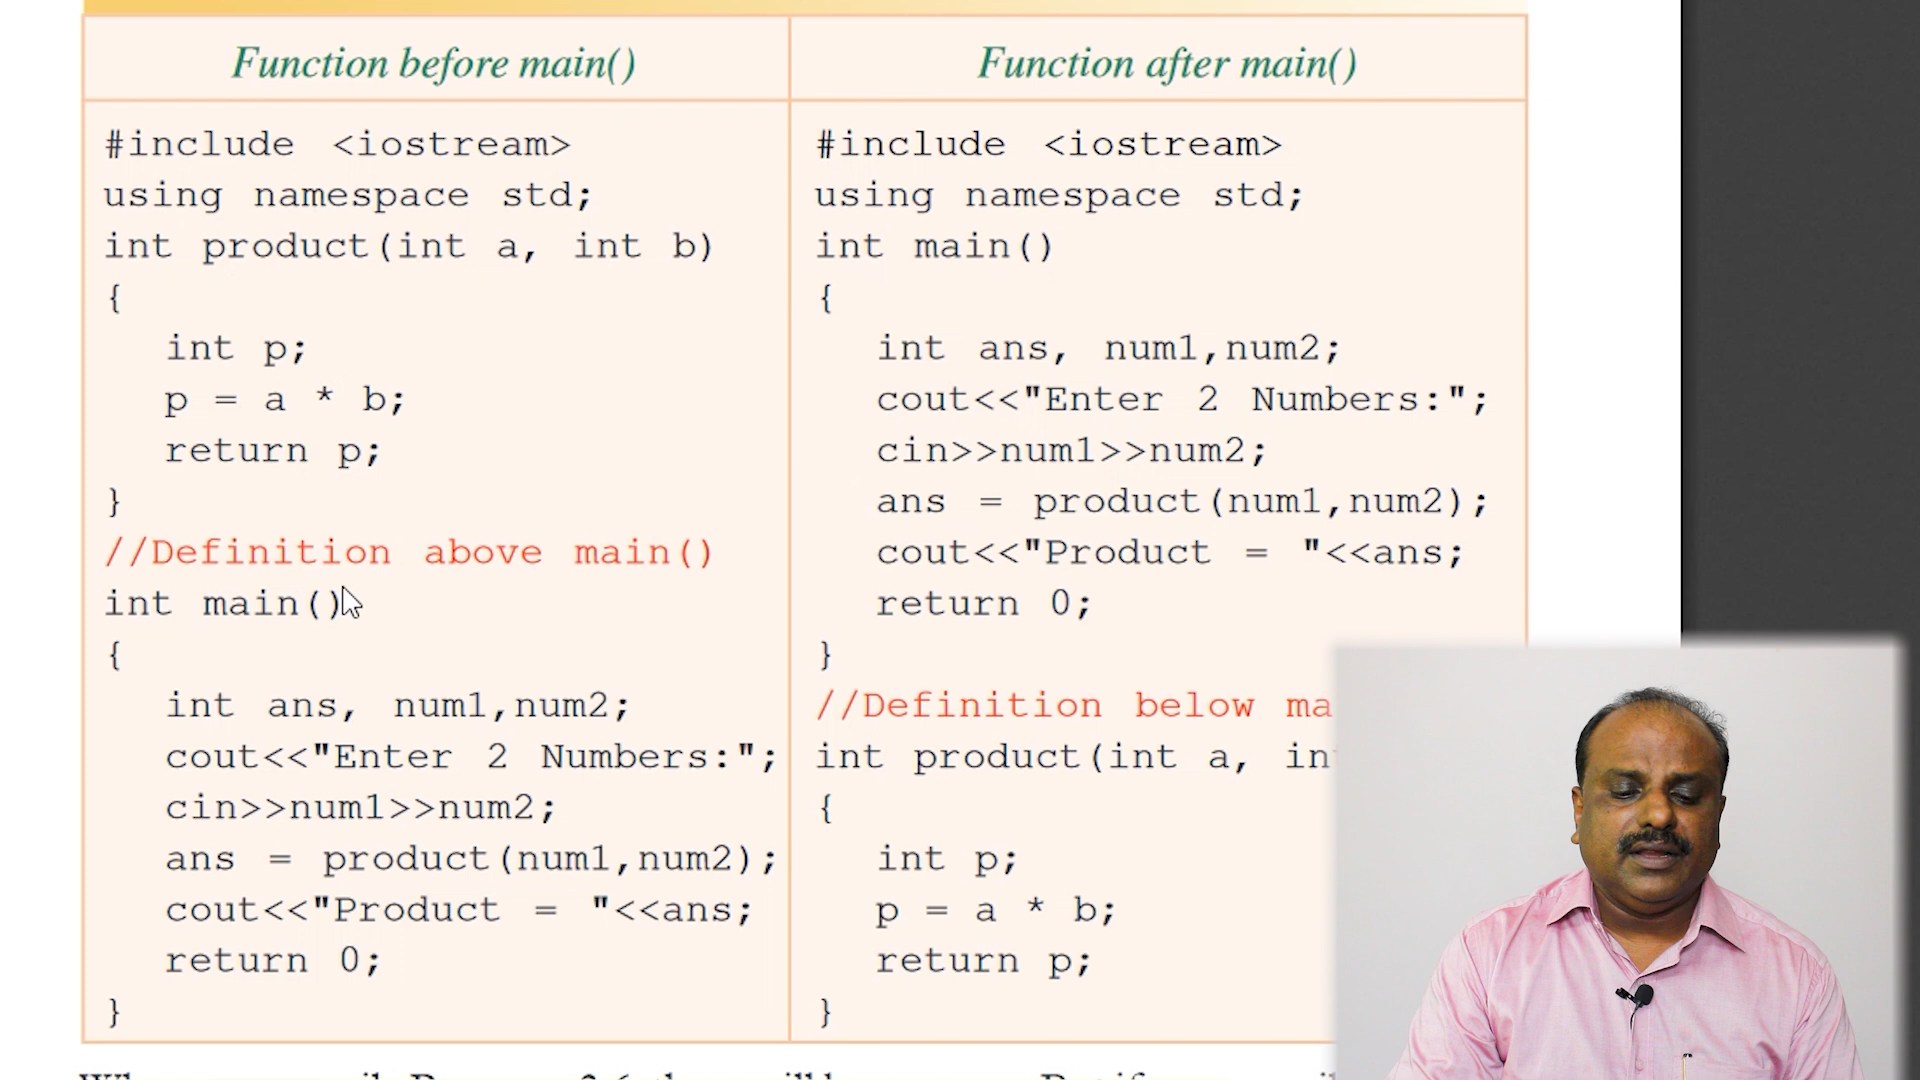 Function before main()
#include <iostream>
using namespace std;
int product(int a, int b)
{
int p;
p = a * b;
return p;
}
//Definition above main()
int main()
{
int ans, num1,num2;
cout<<"Enter 2 Numbers:";
cin>>num1>>num2;
ans = product(num1,num2);
cout<<"Product = "<<ans;
return 0;
}
Function after main()
#include <iostream>
using namespace std;
int main()
{
int ans, num1,num2;
cout<<"Enter 2 Numbers:";
cin>>num1>>num2;
ans = product(num1,num2);
cout<<"Product = "<<ans;
return 0;
}
//Definition below ma
int product(int a, in
{
int p;
p = a * b;
return p;
}